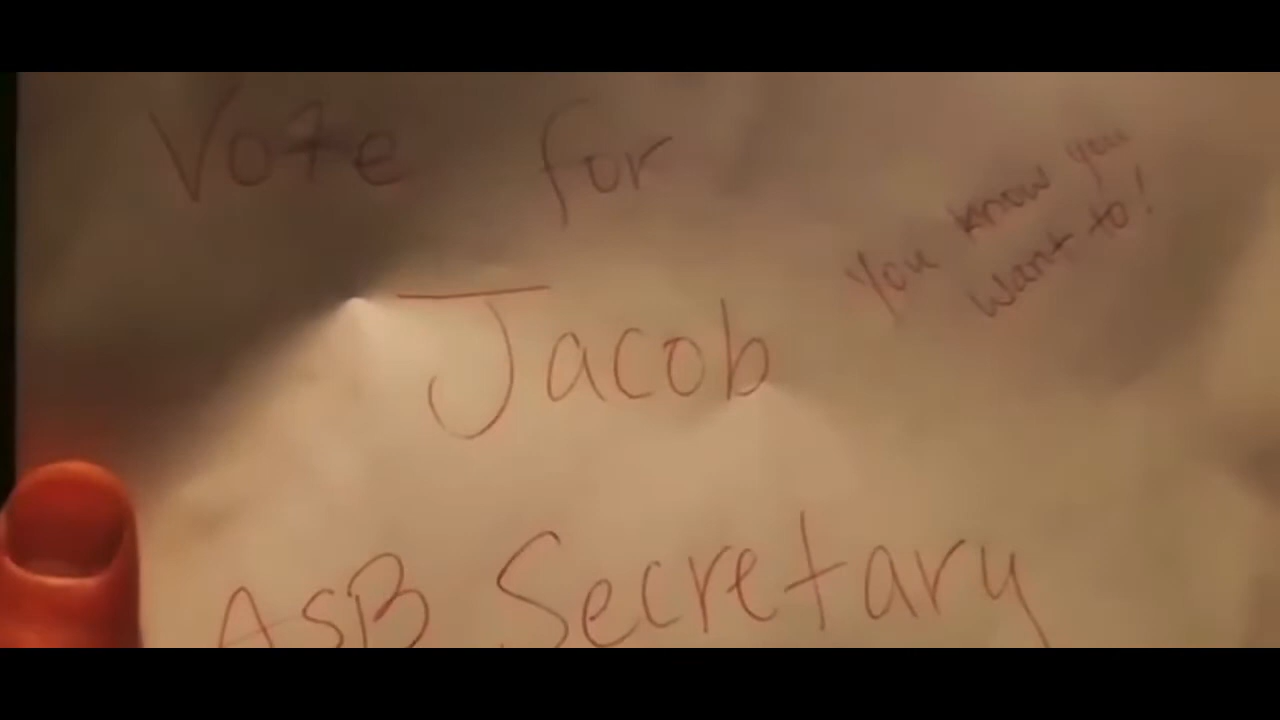 Vote for
You know you
want to!
Jacob
ASB Secretary